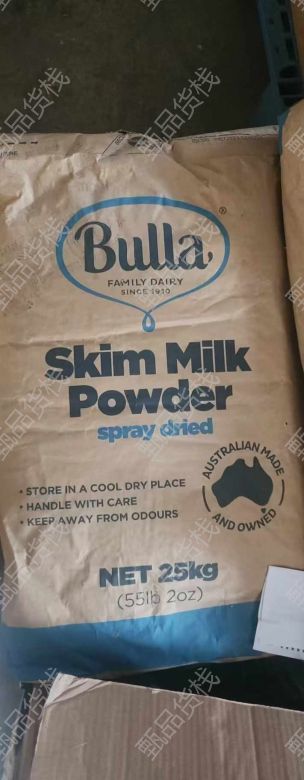 Bulla
®
FAMILY DAIRY
SINCE 1910
Skim Milk
Powder
spray dried
AUSTRALIAN MADE
AND OWNED
• STORE IN A COOL DRY PLACE
• HANDLE WITH CARE
• KEEP AWAY FROM ODOURS
NET 25kg
(55lb 2oz)
甄品货栈